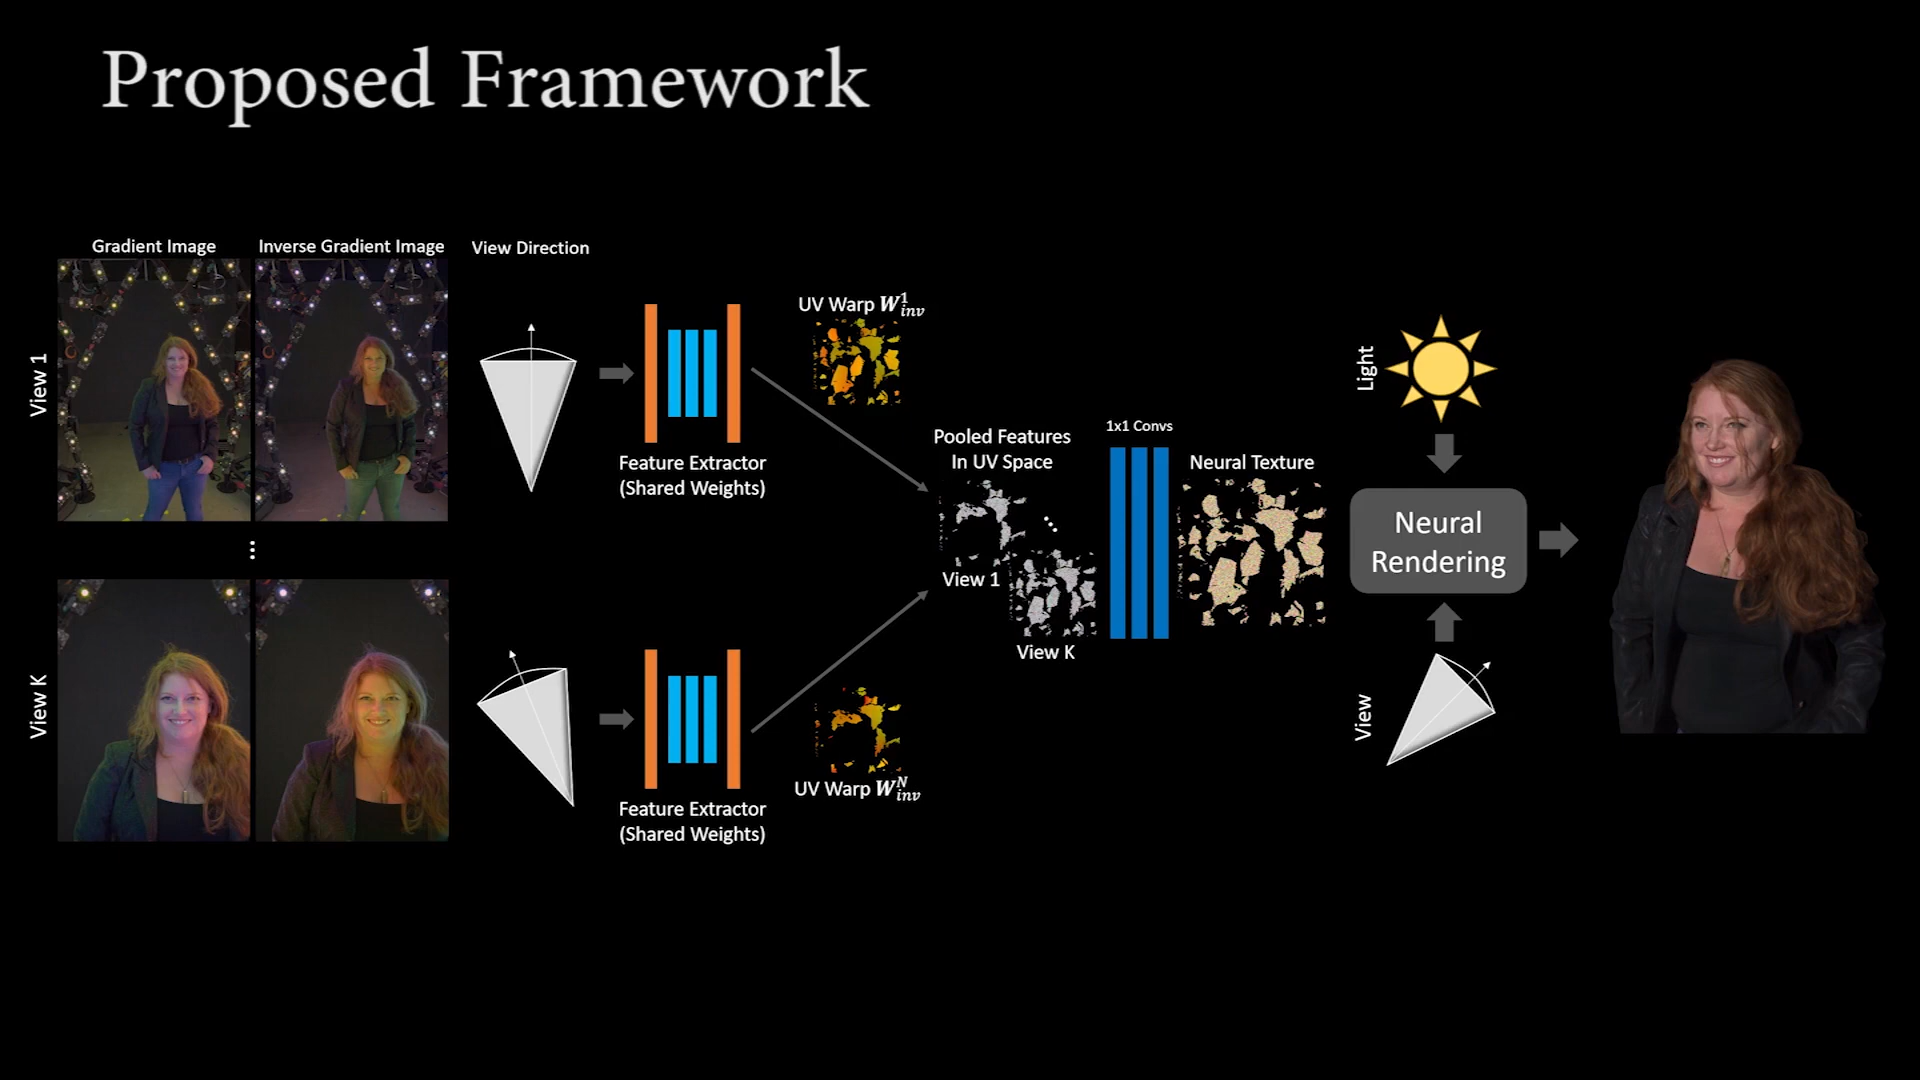 Proposed Framework
Gradient Image
Inverse Gradient Image
View Direction
View 1
Feature Extractor
(Shared Weights)
UV Warp W¹inv
⋮
View K
Feature Extractor
(Shared Weights)
UV Warp Wᴺinv
Pooled Features
In UV Space
View 1
View K
1x1 Convs
Neural Texture
Light
Neural
Rendering
View